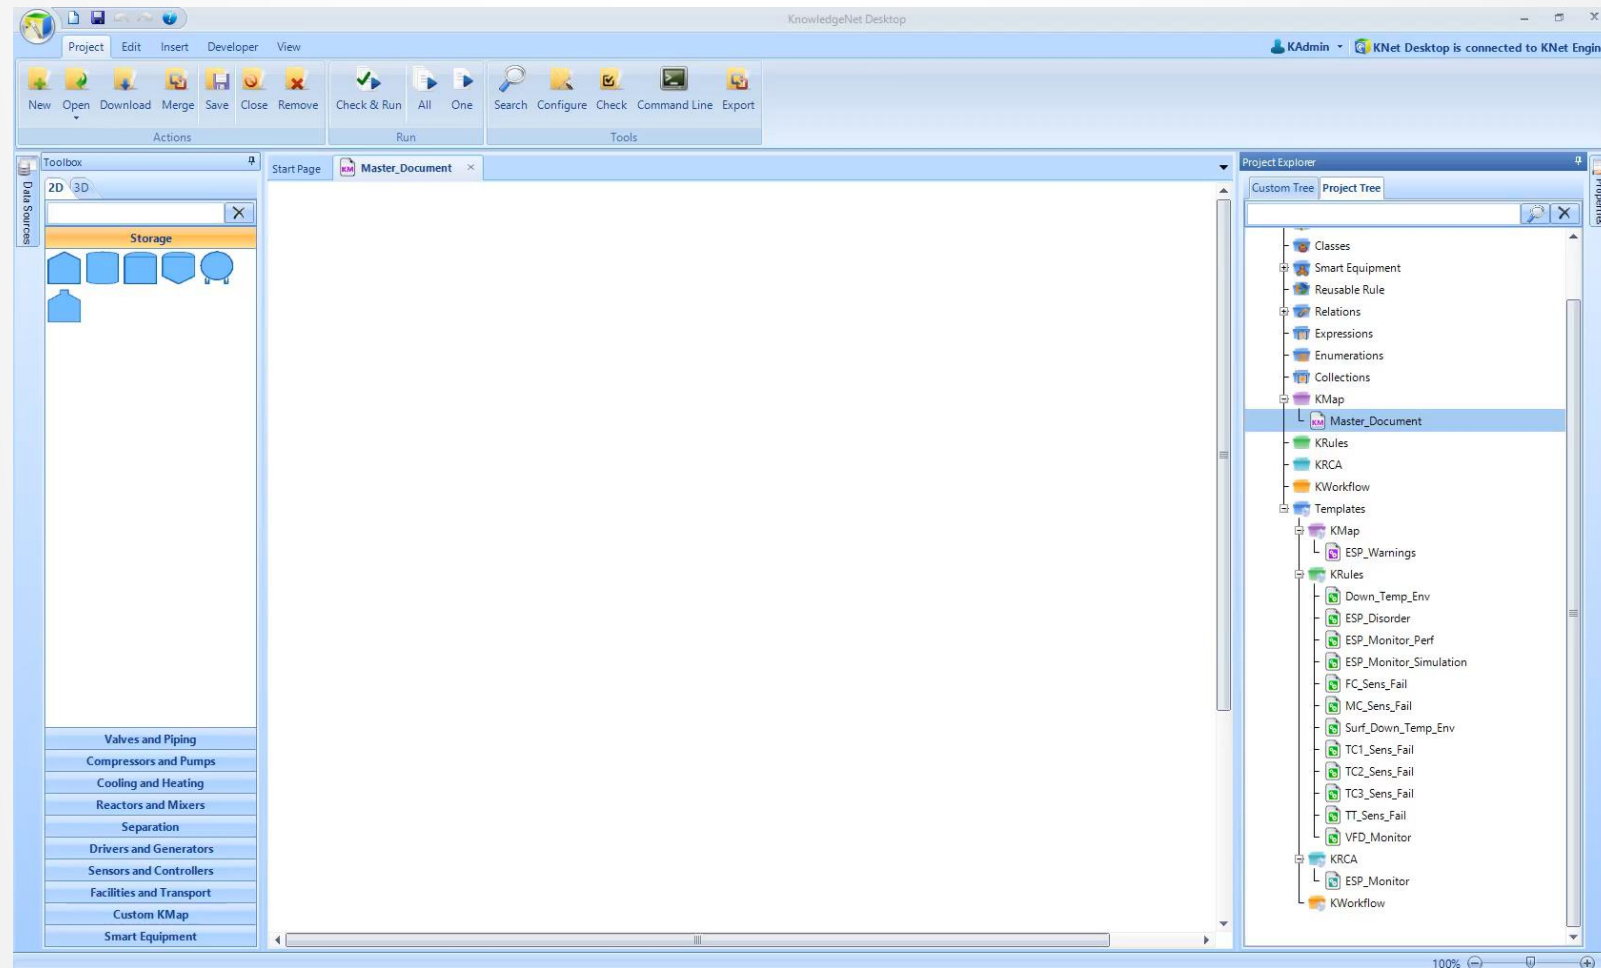 KnowledgeNet Desktop
Project Edit Insert Developer View
KAdmin KNet Desktop is connected to KNet Engin
New Open Download Merge Save Close Remove Check & Run All One Search Configure Check Command Line Export
Actions Run Tools
Data Sources
Toolbox
2D 3D
Storage
Valves and Piping
Compressors and Pumps
Cooling and Heating
Reactors and Mixers
Separation
Drivers and Generators
Sensors and Controllers
Facilities and Transport
Custom KMap
Smart Equipment
Start Page KM Master_Document
Project Explorer
Custom Tree Project Tree
Classes
Smart Equipment
Reusable Rule
Relations
Expressions
Enumerations
Collections
KMap
KM Master_Document
KRules
KRCA
KWorkflow
Templates
KMap
ESP_Warnings
KRules
Down_Temp_Env
ESP_Disorder
ESP_Monitor_Perf
ESP_Monitor_Simulation
FC_Sens_Fail
MC_Sens_Fail
Surf_Down_Temp_Env
TC1_Sens_Fail
TC2_Sens_Fail
TC3_Sens_Fail
TT_Sens_Fail
VFD_Monitor
KRCA
ESP_Monitor
KWorkflow
Properties
100%